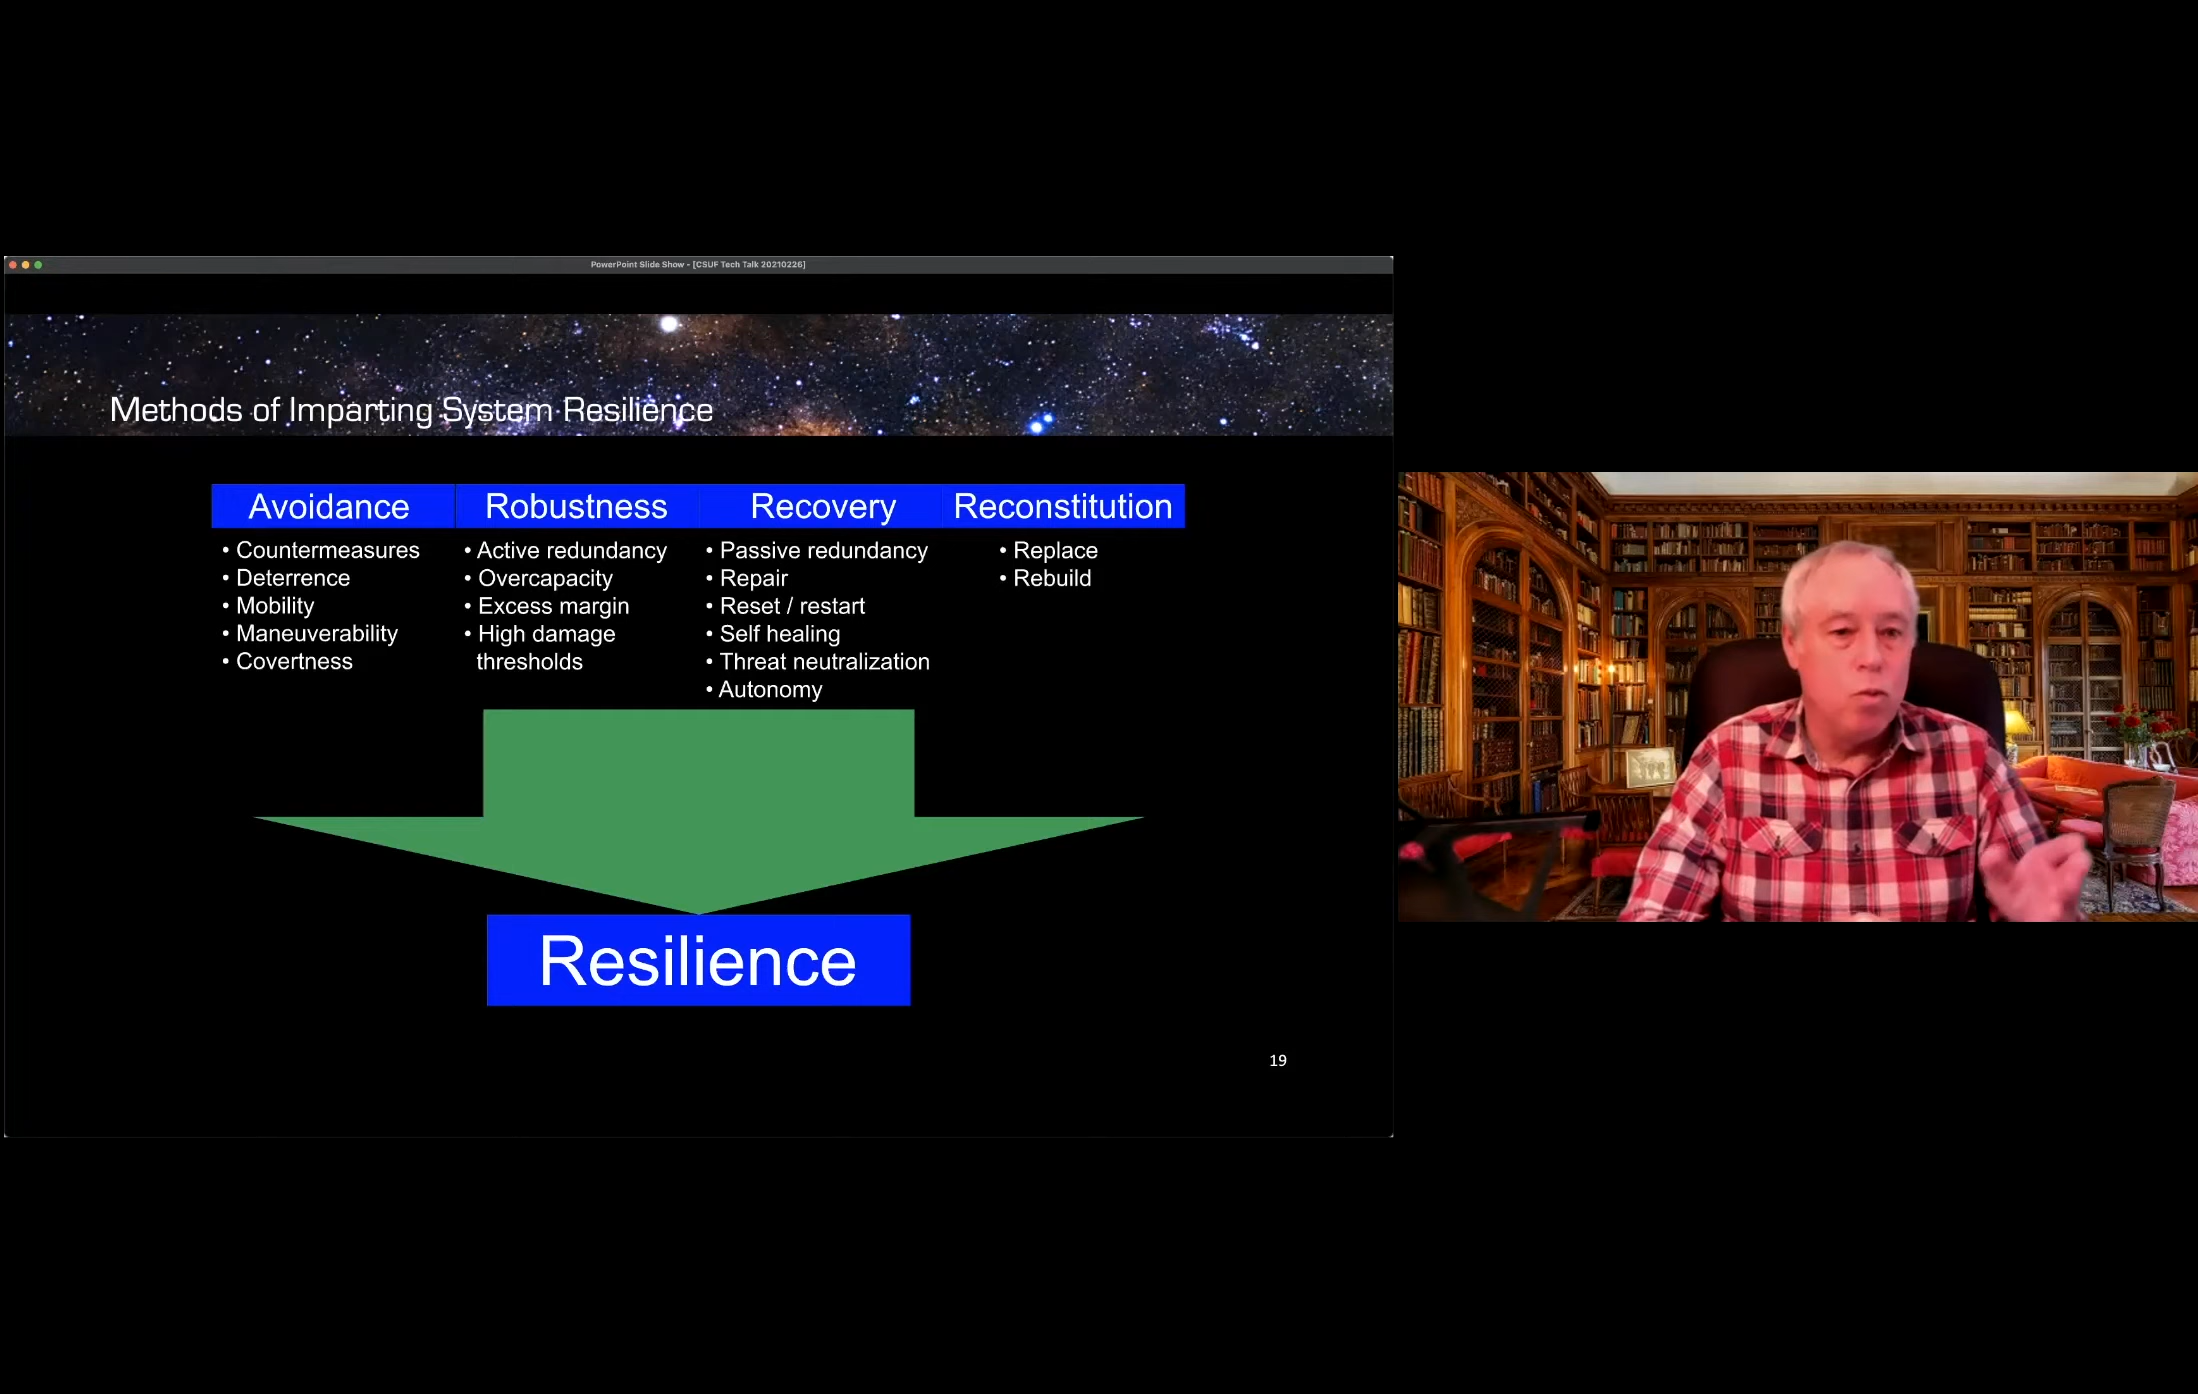 PowerPoint Slide Show - [CSUF Tech Talk 20210226]
Methods of Imparting System Resilience
Avoidance
• Countermeasures
• Deterrence
• Mobility
• Maneuverability
• Covertness
Robustness
• Active redundancy
• Overcapacity
• Excess margin
• High damage
thresholds
Recovery
• Passive redundancy
• Repair
• Reset / restart
• Self healing
• Threat neutralization
• Autonomy
Reconstitution
• Replace
• Rebuild
Resilience
19